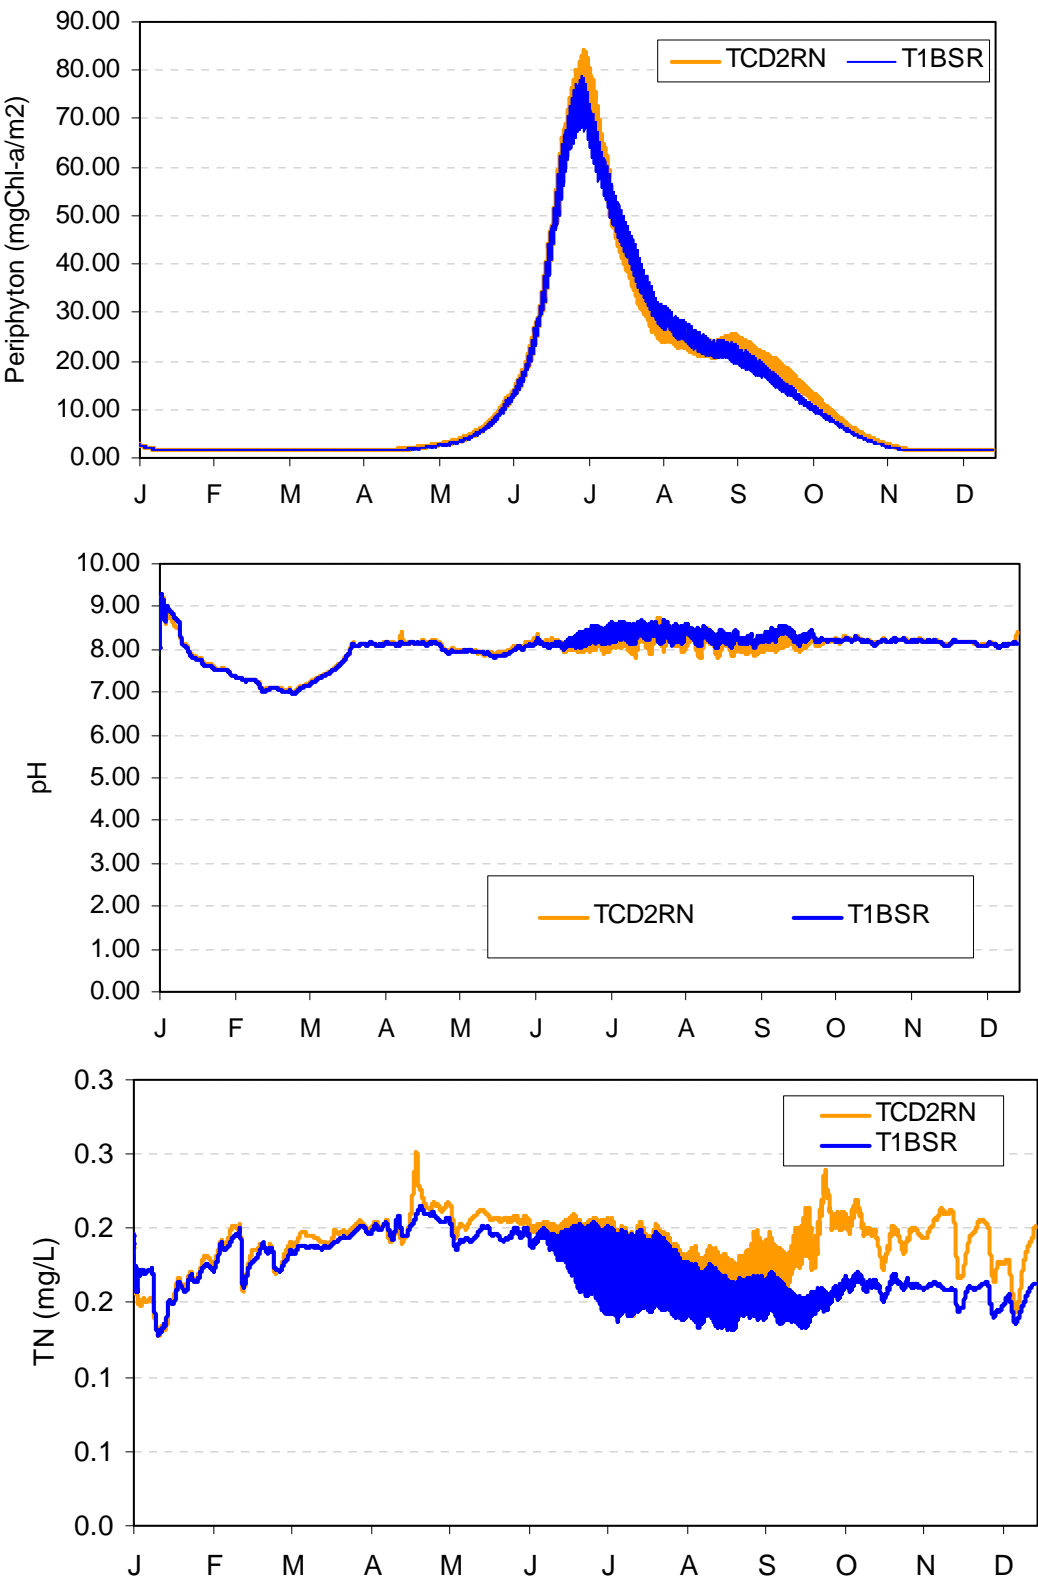 90.00
80.00
70.00
60.00
50.00
40.00
30.00
20.00
10.00
0.00
Periphyton (mgChl-a/m2)
TCD2RN T1BSR
J F M A M J J A S O N D
10.00
9.00
8.00
7.00
6.00
5.00
4.00
3.00
2.00
1.00
0.00
pH
TCD2RN T1BSR
J F M A M J J A S O N D
0.3
0.3
0.2
0.2
0.1
0.1
0.0
TN (mg/L)
TCD2RN
T1BSR
J F M A M J J A S O N D